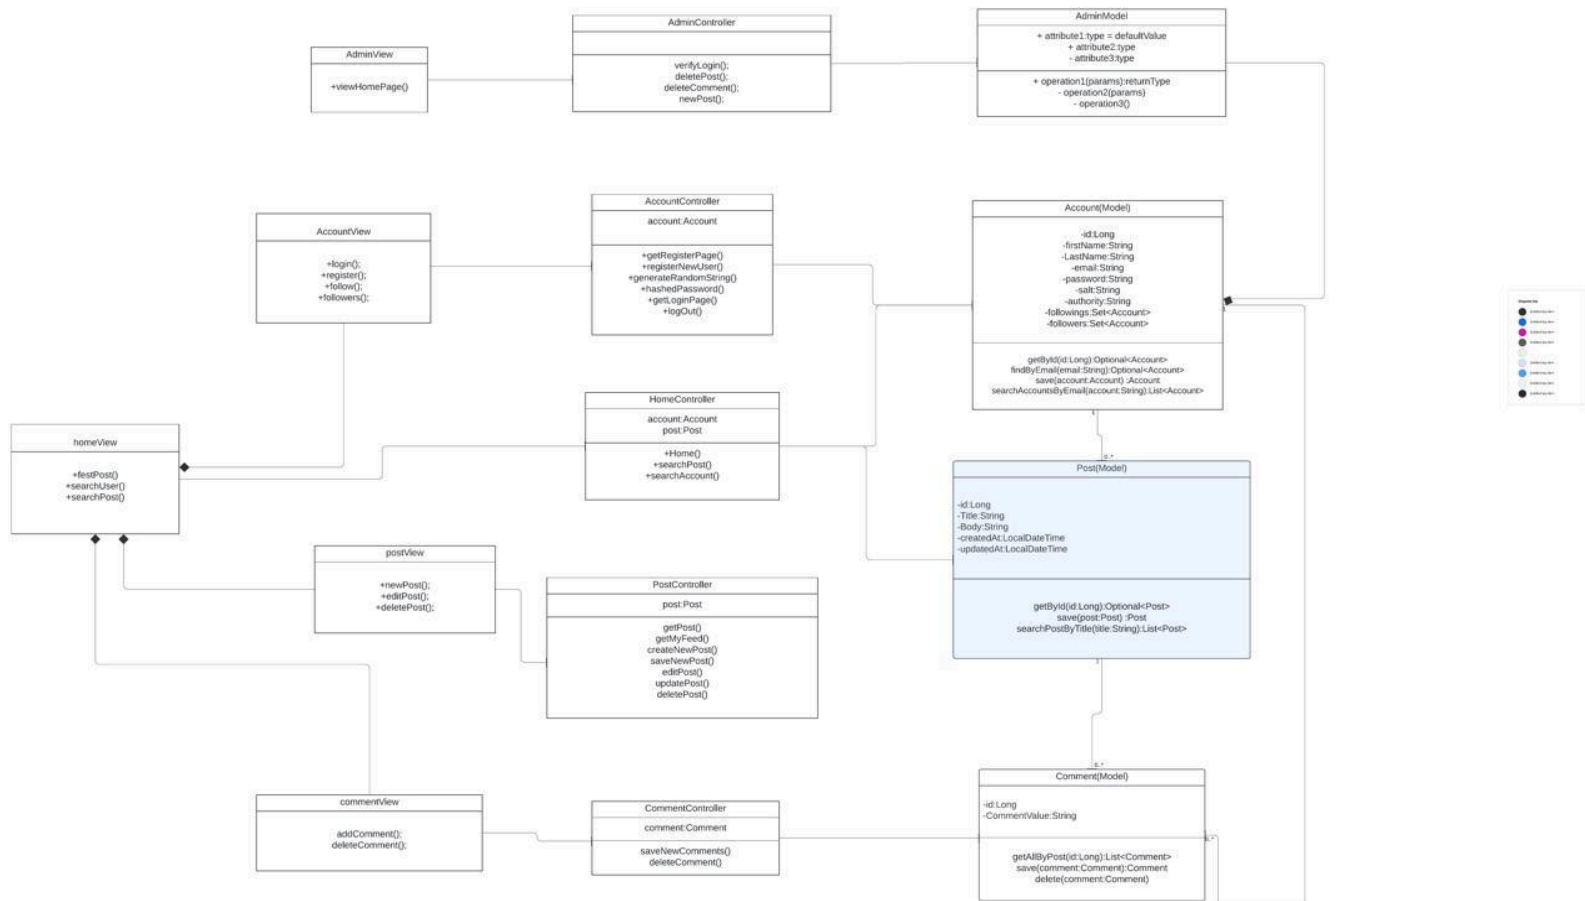 AdminView
+viewHomePage()
AdminController
verifyLogin();
deletePost();
deleteComment();
newPost();
AdminModel
+ attribute1:type = defaultValue
+ attribute2:type
- attribute3:type
+ operation1(params):returnType
- operation2(params)
- operation3()
AccountView
+login();
+register();
+follow();
+followers();
AccountController
account:Account
+getRegisterPage()
+registerNewUser()
+generateRandomString()
+hashedPassword()
+getLoginPage()
+logOut()
Account(Model)
-id:Long
-firstName:String
-LastName:String
-email:String
-password:String
-salt:String
-authority:String
-followings:Set<Account>
-followers:Set<Account>
getById(id:Long):Optional<Account>
findByEmail(email:String):Optional<Account>
save(account:Account) :Account
searchAccountsByEmail(account:String):List<Account>
1
0..*
homeView
+festPost()
+searchUser()
+searchPost()
HomeController
account:Account
post:Post
+Home()
+searchPost()
+searchAccount()
Post(Model)
-id:Long
-Title:String
-Body:String
-createdAt:LocalDateTime
-updatedAt:LocalDateTime
getById(id:Long):Optional<Post>
save(post:Post) :Post
searchPostByTitle(title:String):List<Post>
postView
+newPost();
+editPost();
+deletePost();
PostController
post:Post
getPost()
getMyFeed()
createNewPost()
saveNewPost()
editPost()
updatePost()
deletePost()
commentView
addComment();
deleteComment();
CommentController
comment:Comment
saveNewComments()
deleteComment()
0..*
Comment(Model)
-id:Long
-CommentValue:String
getAllByPost(id:Long):List<Comment>
save(comment:Comment):Comment
delete(comment:Comment)
0..*